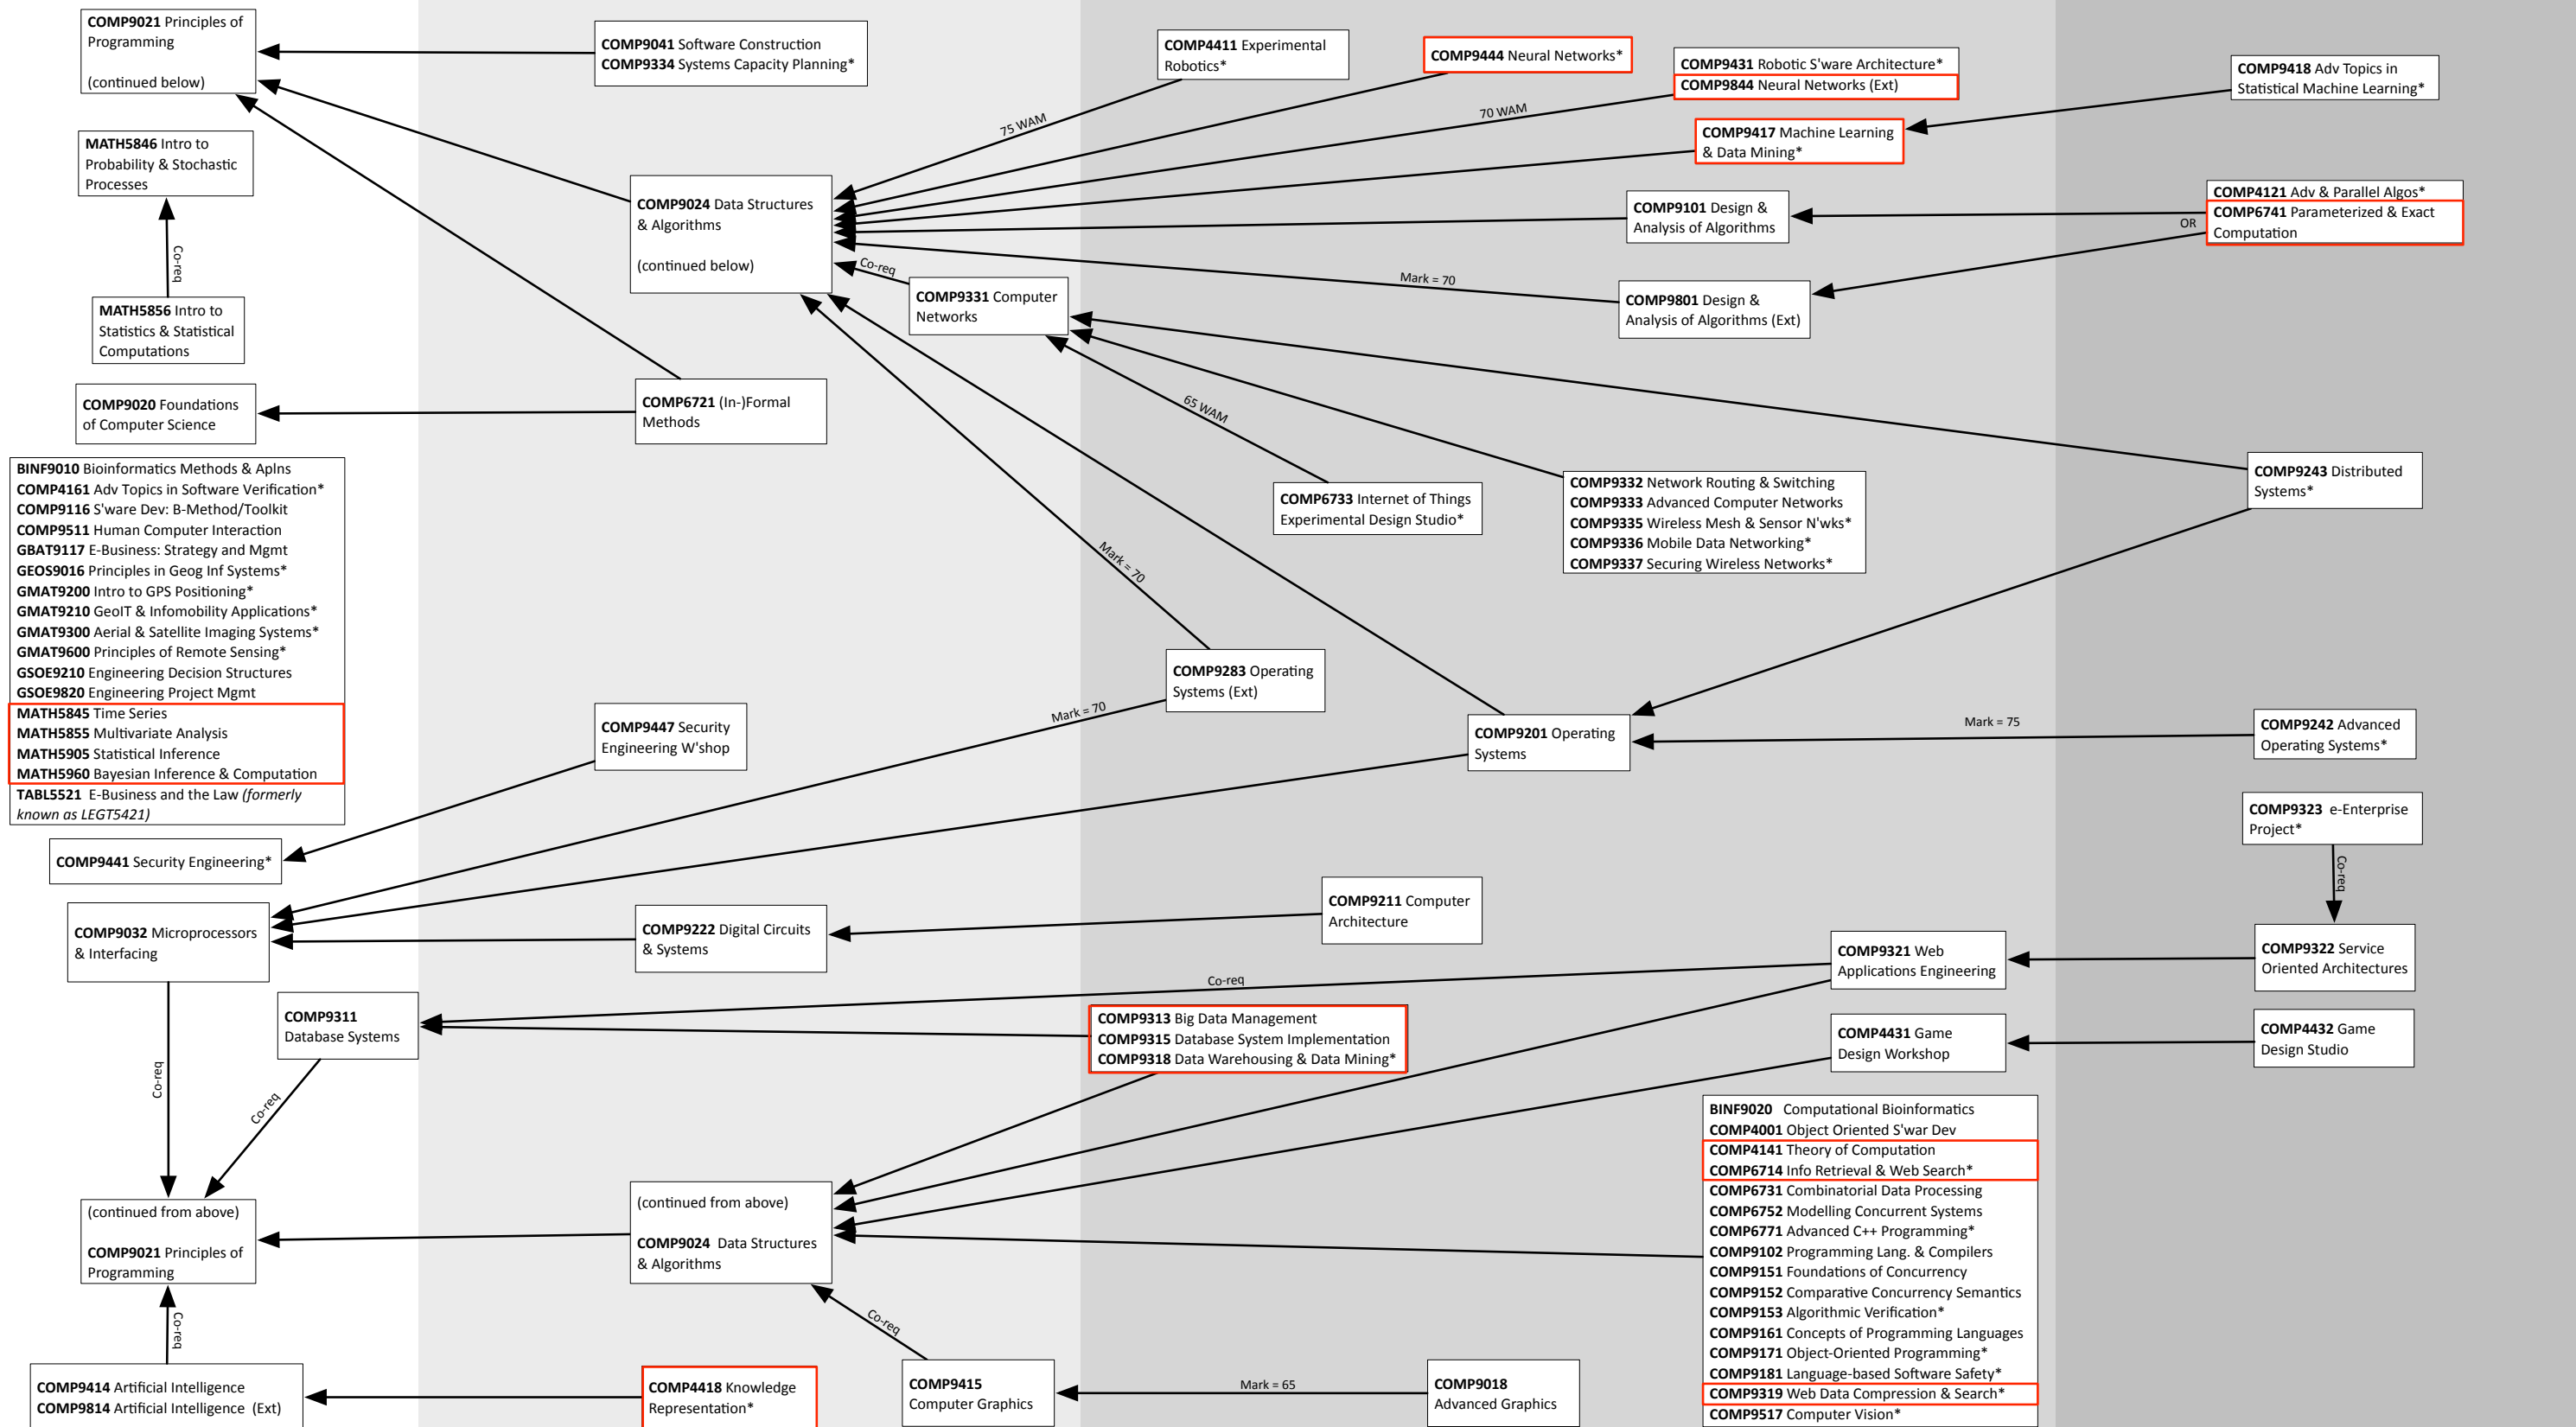 COMP9021 Principles of
Programming
(continued below)
COMP9041 Software Construction
COMP9334 Systems Capacity Planning*
COMP4411 Experimental
Robotics*
COMP9444 Neural Networks*
COMP9431 Robotic S'ware Architecture*
COMP9844 Neural Networks (Ext)
COMP9418 Adv Topics in
Statistical Machine Learning*
75 WAM
70 WAM
COMP9417 Machine Learning
& Data Mining*
MATH5846 Intro to
Probability & Stochastic
Processes
Co-req
MATH5856 Intro to
Statistics & Statistical
Computations
COMP9024 Data Structures
& Algorithms
(continued below)
COMP9101 Design &
Analysis of Algorithms
COMP4121 Adv & Parallel Algos*
COMP6741 Parameterized & Exact
Computation
OR
Co-req
COMP9331 Computer
Networks
Mark = 70
COMP9801 Design &
Analysis of Algorithms (Ext)
COMP9020 Foundations
of Computer Science
COMP6721 (In-)Formal
Methods
65 WAM
BINF9010 Bioinformatics Methods & Aplns
COMP4161 Adv Topics in Software Verification*
COMP9116 S'ware Dev: B-Method/Toolkit
COMP9511 Human Computer Interaction
GBAT9117 E-Business: Strategy and Mgmt
GEOS9016 Principles in Geog Inf Systems*
GMAT9200 Intro to GPS Positioning*
GMAT9210 GeoIT & Infomobility Applications*
GMAT9300 Aerial & Satellite Imaging Systems*
GMAT9600 Principles of Remote Sensing*
GSOE9210 Engineering Decision Structures
GSOE9820 Engineering Project Mgmt
MATH5845 Time Series
MATH5855 Multivariate Analysis
MATH5905 Statistical Inference
MATH5960 Bayesian Inference & Computation
TABL5521 E-Business and the Law (formerly
known as LEGT5421)
COMP6733 Internet of Things
Experimental Design Studio*
COMP9332 Network Routing & Switching
COMP9333 Advanced Computer Networks
COMP9335 Wireless Mesh & Sensor N'wks*
COMP9336 Mobile Data Networking*
COMP9337 Securing Wireless Networks*
COMP9243 Distributed
Systems*
Mark = 70
COMP9283 Operating
Systems (Ext)
Mark = 70
COMP9447 Security
Engineering W'shop
COMP9201 Operating
Systems
Mark = 75
COMP9242 Advanced
Operating Systems*
COMP9323 e-Enterprise
Project*
Co-req
COMP9441 Security Engineering*
COMP9032 Microprocessors
& Interfacing
COMP9222 Digital Circuits
& Systems
COMP9211 Computer
Architecture
COMP9321 Web
Applications Engineering
COMP9322 Service
Oriented Architectures
Co-req
COMP9311
Database Systems
COMP9313 Big Data Management
COMP9315 Database System Implementation
COMP9318 Data Warehousing & Data Mining*
COMP4431 Game
Design Workshop
COMP4432 Game
Design Studio
Co-req
Co-req
BINF9020 Computational Bioinformatics
COMP4001 Object Oriented S'war Dev
COMP4141 Theory of Computation
COMP6714 Info Retrieval & Web Search*
COMP6731 Combinatorial Data Processing
COMP6752 Modelling Concurrent Systems
COMP6771 Advanced C++ Programming*
COMP9102 Programming Lang. & Compilers
COMP9151 Foundations of Concurrency
COMP9152 Comparative Concurrency Semantics
COMP9153 Algorithmic Verification*
COMP9161 Concepts of Programming Languages
COMP9171 Object-Oriented Programming*
COMP9181 Language-based Software Safety*
COMP9319 Web Data Compression & Search*
COMP9517 Computer Vision*
(continued from above)
COMP9021 Principles of
Programming
(continued from above)
COMP9024 Data Structures
& Algorithms
Co-req
Co-req
COMP9414 Artificial Intelligence
COMP9814 Artificial Intelligence (Ext)
COMP4418 Knowledge
Representation*
COMP9415
Computer Graphics
Mark = 65
COMP9018
Advanced Graphics